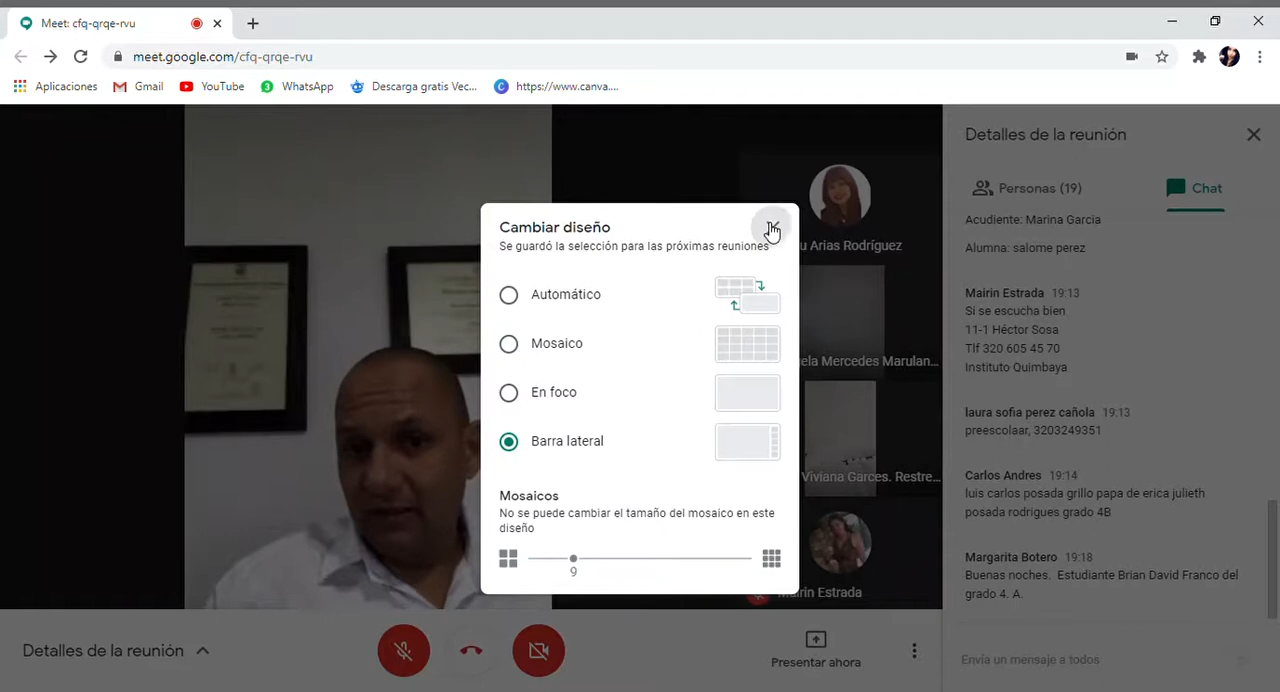 Meet: cfq-qrqe-rvu
meet.google.com/cfq-qrqe-rvu
Aplicaciones
Gmail
YouTube
3
WhatsApp
Descarga gratis Vec...
C
https://www.canva....
Cambiar diseño
Se guardó la selección para las próximas reuniones
Automático
Mosaico
En foco
Barra lateral
Mosaicos
No se puede cambiar el tamaño del mosaico en este
diseño
9
u Arias Rodríguez
ela Mercedes Marulan...
Viviana Garces. Restre...
Mairin Estrada
Detalles de la reunión
Personas (19)
Chat
Acudiente: Marina Garcia
Alumna: salome perez
Mairin Estrada 19:13
Si se escucha bien
11-1 Héctor Sosa
Tlf 320 605 45 70
Instituto Quimbaya
laura sofia perez cañola 19:13
preescolaar, 3203249351
Carlos Andres 19:14
luis carlos posada grillo papa de erica julieth
posada rodrigues grado 4B
Margarita Botero 19:18
Buenas noches. Estudiante Brian David Franco del
grado 4. A.
Envía un mensaje a todos
Detalles de la reunión
Presentar ahora